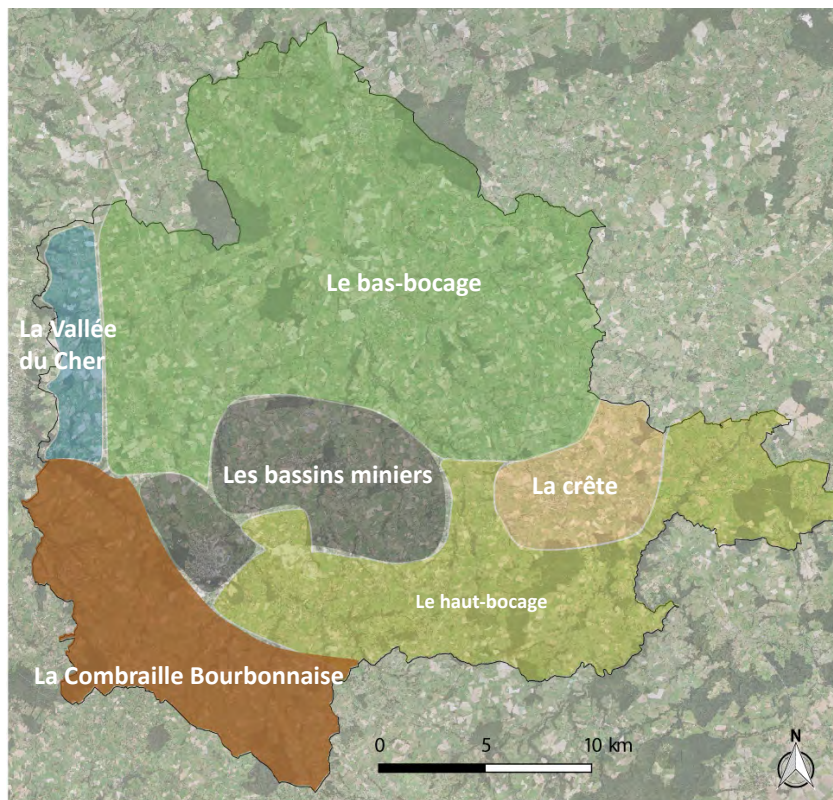 Le bas-bocage
La Vallée
du Cher
Les bassins miniers
La crête
Le haut-bocage
La Combraille Bourbonnaise
0 5 10 km
N